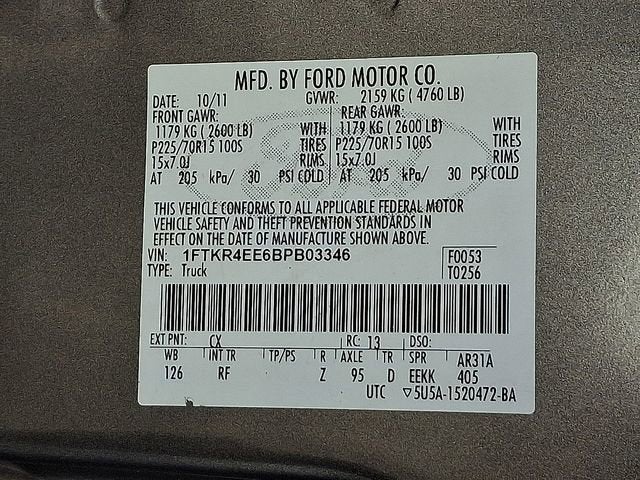 MFD. BY FORD MOTOR CO.
DATE: 10/11 GVWR: 2159 KG ( 4760 LB)
FRONT GAWR: REAR GAWR:
1179 KG ( 2600 LB) WITH 1179 KG ( 2600 LB) WITH
P225/70R15 100S TIRES P225/70R15 100S TIRES
15x7.0J RIMS 15x7.0J RIMS
AT 205 kPa/ 30 PSI COLD AT 205 kPa/ 30 PSI COLD
THIS VEHICLE CONFORMS TO ALL APPLICABLE FEDERAL MOTOR
VEHICLE SAFETY AND THEFT PREVENTION STANDARDS IN
EFFECT ON THE DATE OF MANUFACTURE SHOWN ABOVE.
VIN: 1FTKR4EE6BPB03346 F0053
TYPE: Truck T0256
EXT PNT: CX RC: 13 DSO:
WB INT TR TP/PS R AXLE TR SPR AR31A
126 RF Z 95 D EEKK 405
UTC ▽5U5A-1520472-BA